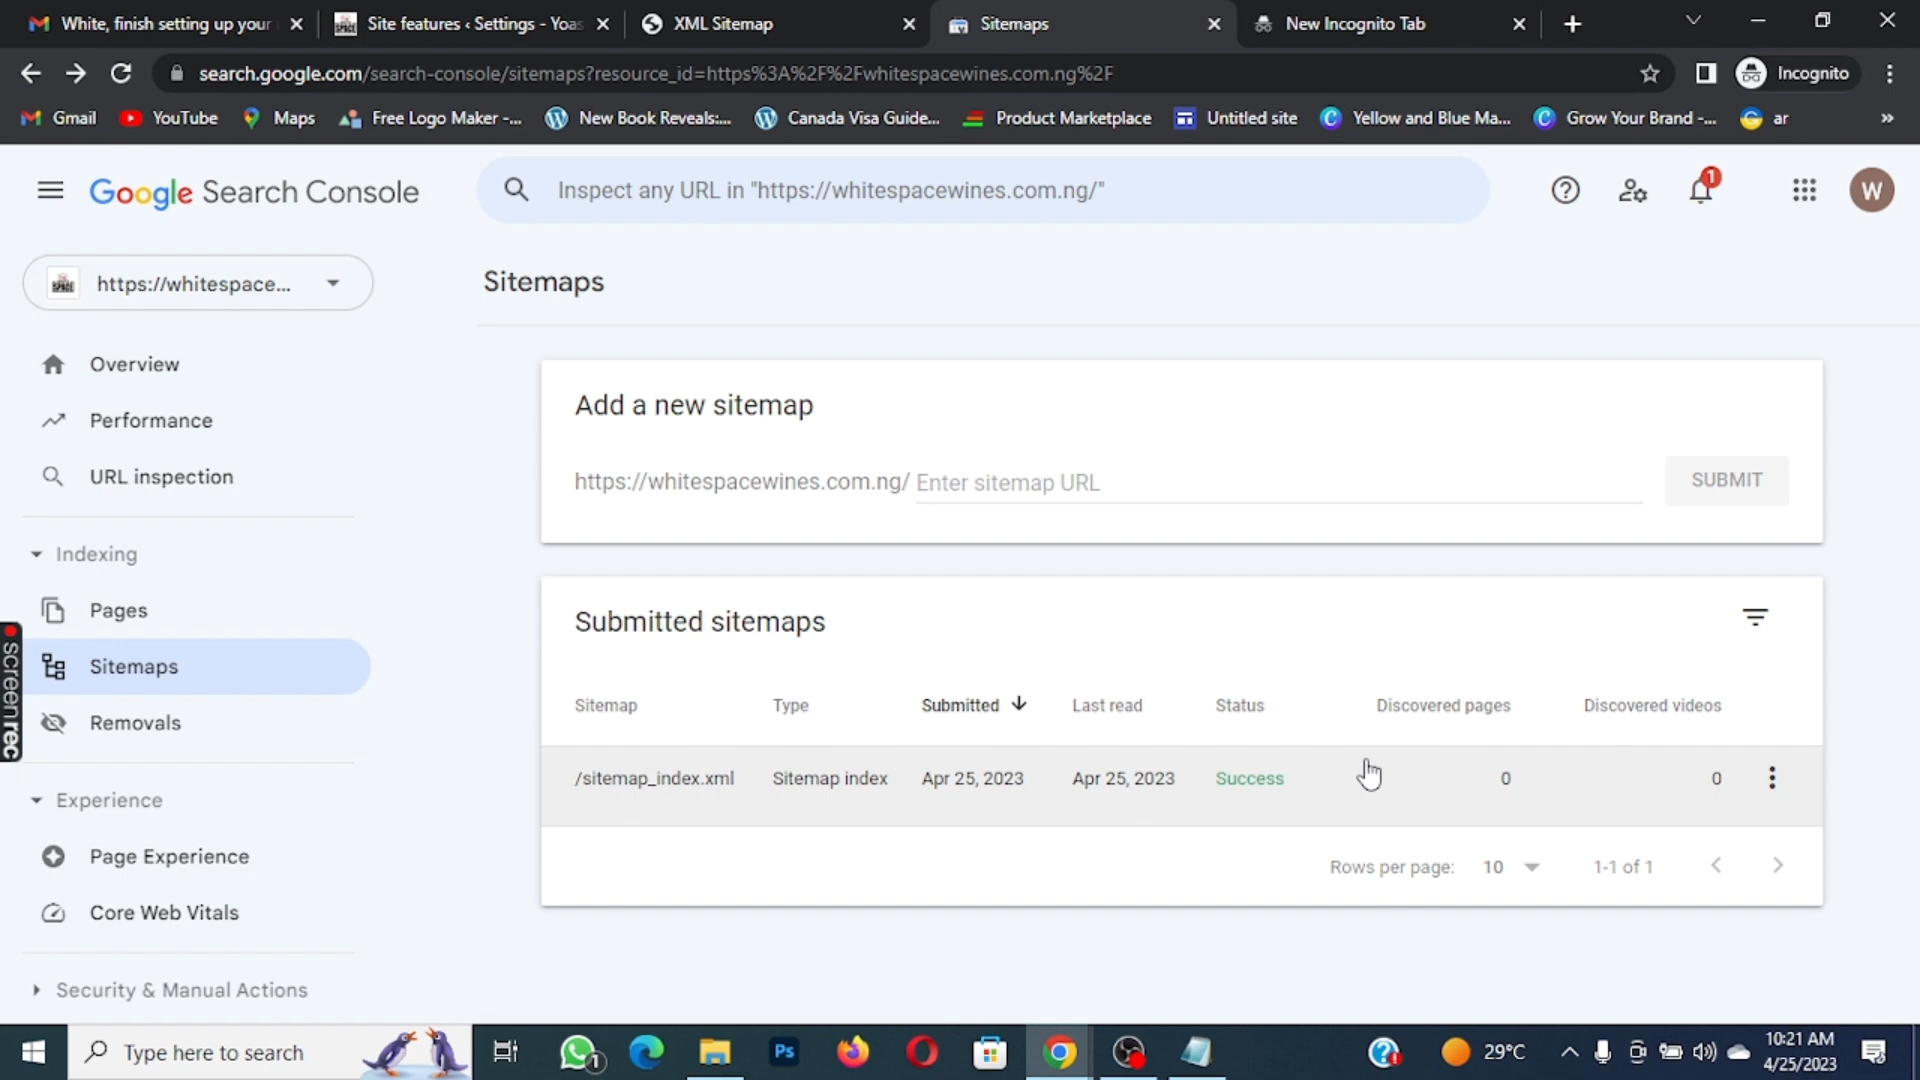 White, finish setting up your
Site features ‹ Settings - Yoas
XML Sitemap
Sitemaps
New Incognito Tab
search.google.com/search-console/sitemaps?resource_id=https%3A%2F%2Fwhitespacewines.com.ng%2F
Incognito
Gmail
YouTube
Maps
Free Logo Maker -...
New Book Reveals:...
Canada Visa Guide...
Product Marketplace
Untitled site
Yellow and Blue Ma...
Grow Your Brand -...
ar
»
Google Search Console
Inspect any URL in "https://whitespacewines.com.ng/"
1
W
SPACE
https://whitespace...
Sitemaps
Overview
Performance
URL inspection
Indexing
Pages
Sitemaps
Removals
Experience
Page Experience
Core Web Vitals
Security & Manual Actions
screenrec
Add a new sitemap
https://whitespacewines.com.ng/ Enter sitemap URL
SUBMIT
Submitted sitemaps
Sitemap Type Submitted Last read Status Discovered pages Discovered videos
/sitemap_index.xml Sitemap index Apr 25, 2023 Apr 25, 2023 Success 0 0
Rows per page: 10 1-1 of 1
Type here to search
1
Ps
29°C
10:21 AM
4/25/2023